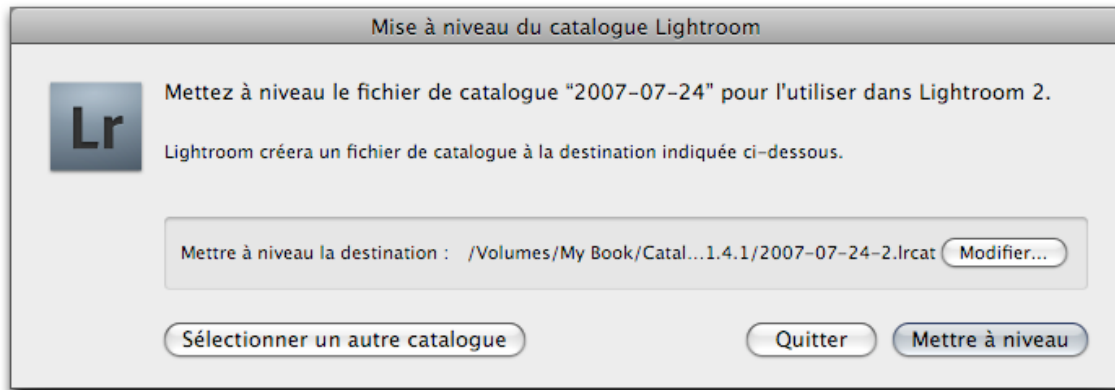 Mise à niveau du catalogue Lightroom
Lr
Mettez à niveau le fichier de catalogue “2007-07-24” pour l'utiliser dans Lightroom 2.
Lightroom créera un fichier de catalogue à la destination indiquée ci-dessous.
Mettre à niveau la destination : /Volumes/My Book/Catal...1.4.1/2007-07-24-2.lrcat Modifier...
Sélectionner un autre catalogue Quitter Mettre à niveau